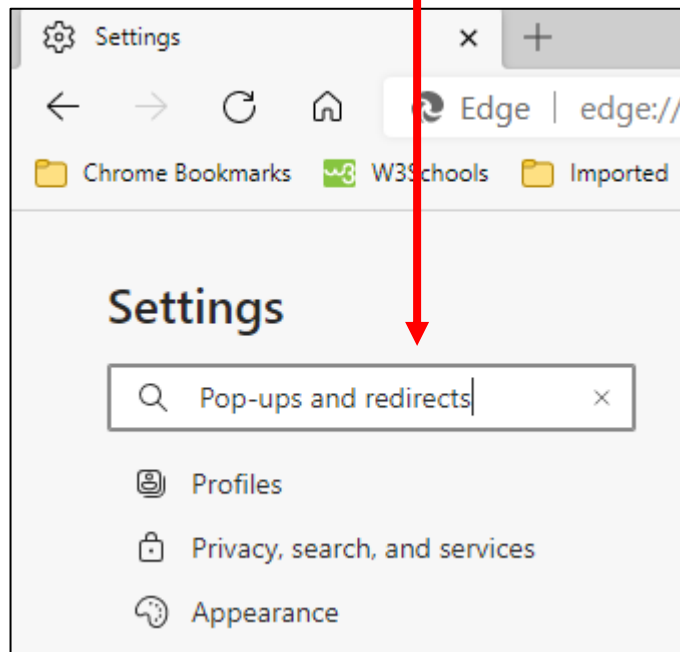 Settings
Edge | edge://
Chrome Bookmarks W3Schools Imported
Settings
Pop-ups and redirects
Profiles
Privacy, search, and services
Appearance